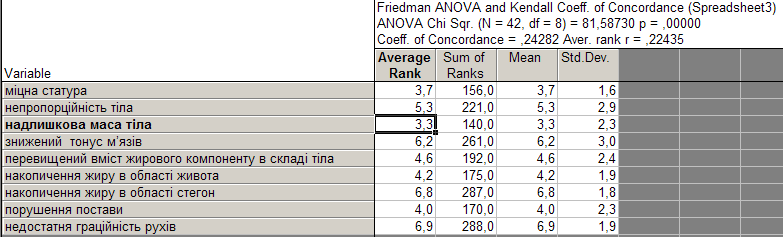 Friedman ANOVA and Kendall Coeff. of Concordance (Spreadsheet3)
ANOVA Chi Sqr. (N = 42, df = 8) = 81,58730 p = ,00000
Coeff. of Concordance = ,24282 Aver. rank r = ,22435
Variable Average Rank Sum of Ranks Mean Std.Dev.
міцна статура 3,7 156,0 3,7 1,6
непропорційність тіла 5,3 221,0 5,3 2,9
надлишкова маса тіла 3,3 140,0 3,3 2,3
знижений тонус м'язів 6,2 261,0 6,2 3,0
перевищений вміст жирового компоненту в складі тіла 4,6 192,0 4,6 2,4
накопичення жиру в області живота 4,2 175,0 4,2 1,9
накопичення жиру в області стегон 6,8 287,0 6,8 1,8
порушення постави 4,0 170,0 4,0 2,3
недостатня граційність рухів 6,9 288,0 6,9 1,9